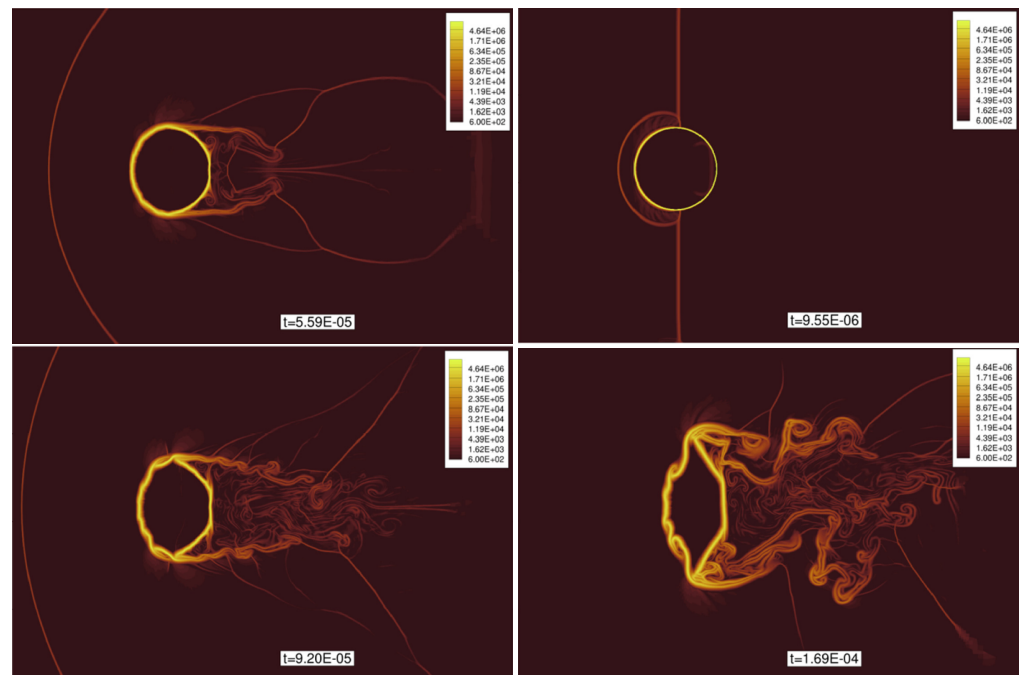 4.64E+06
1.71E+06
6.34E+05
2.35E+05
8.67E+04
3.21E+04
1.19E+04
4.39E+03
1.62E+03
6.00E+02
t=5.59E-05
4.64E+06
1.71E+06
6.34E+05
2.35E+05
8.67E+04
3.21E+04
1.19E+04
4.39E+03
1.62E+03
6.00E+02
t=9.55E-06
4.64E+06
1.71E+06
6.34E+05
2.35E+05
8.67E+04
3.21E+04
1.19E+04
4.39E+03
1.62E+03
6.00E+02
t=9.20E-05
4.64E+06
1.71E+06
6.34E+05
2.35E+05
8.67E+04
3.21E+04
1.19E+04
4.39E+03
1.62E+03
6.00E+02
t=1.69E-04